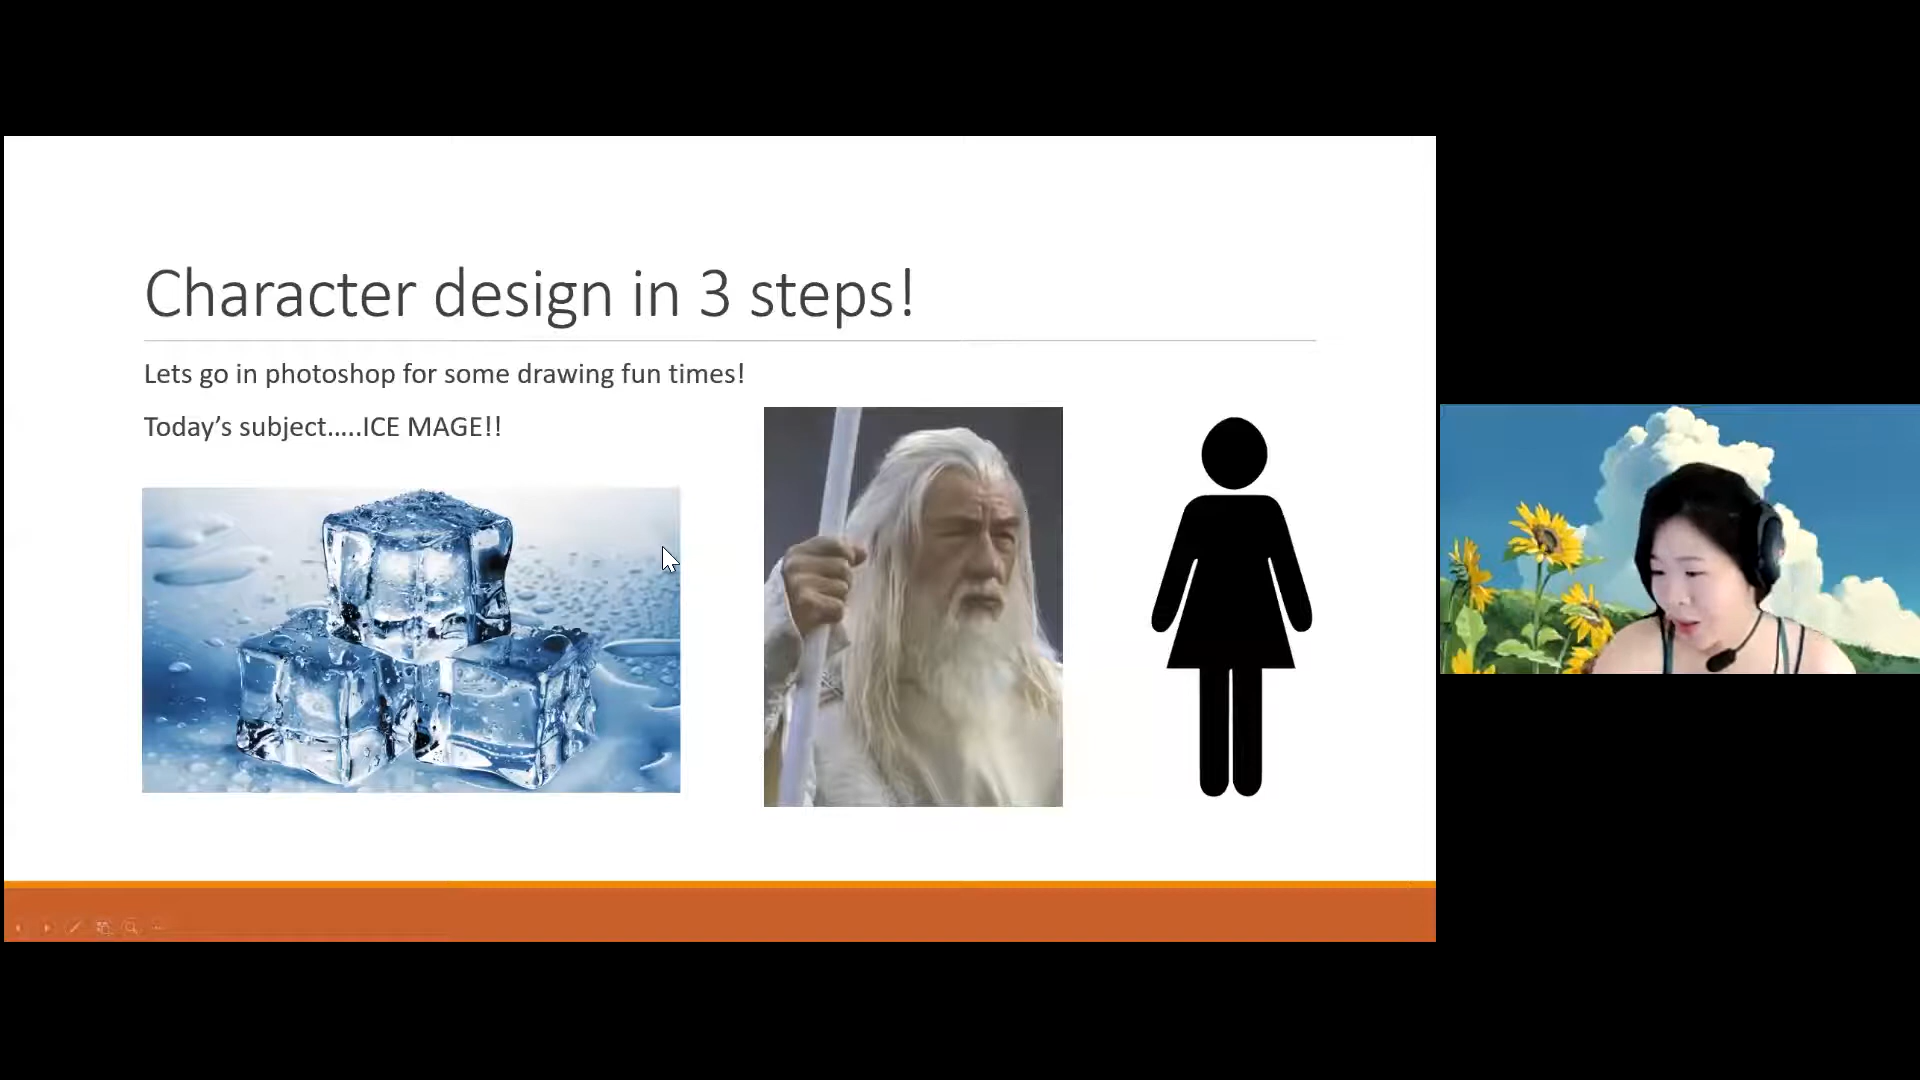 Character design in 3 steps!
Lets go in photoshop for some drawing fun times!
Today’s subject.....ICE MAGE!!